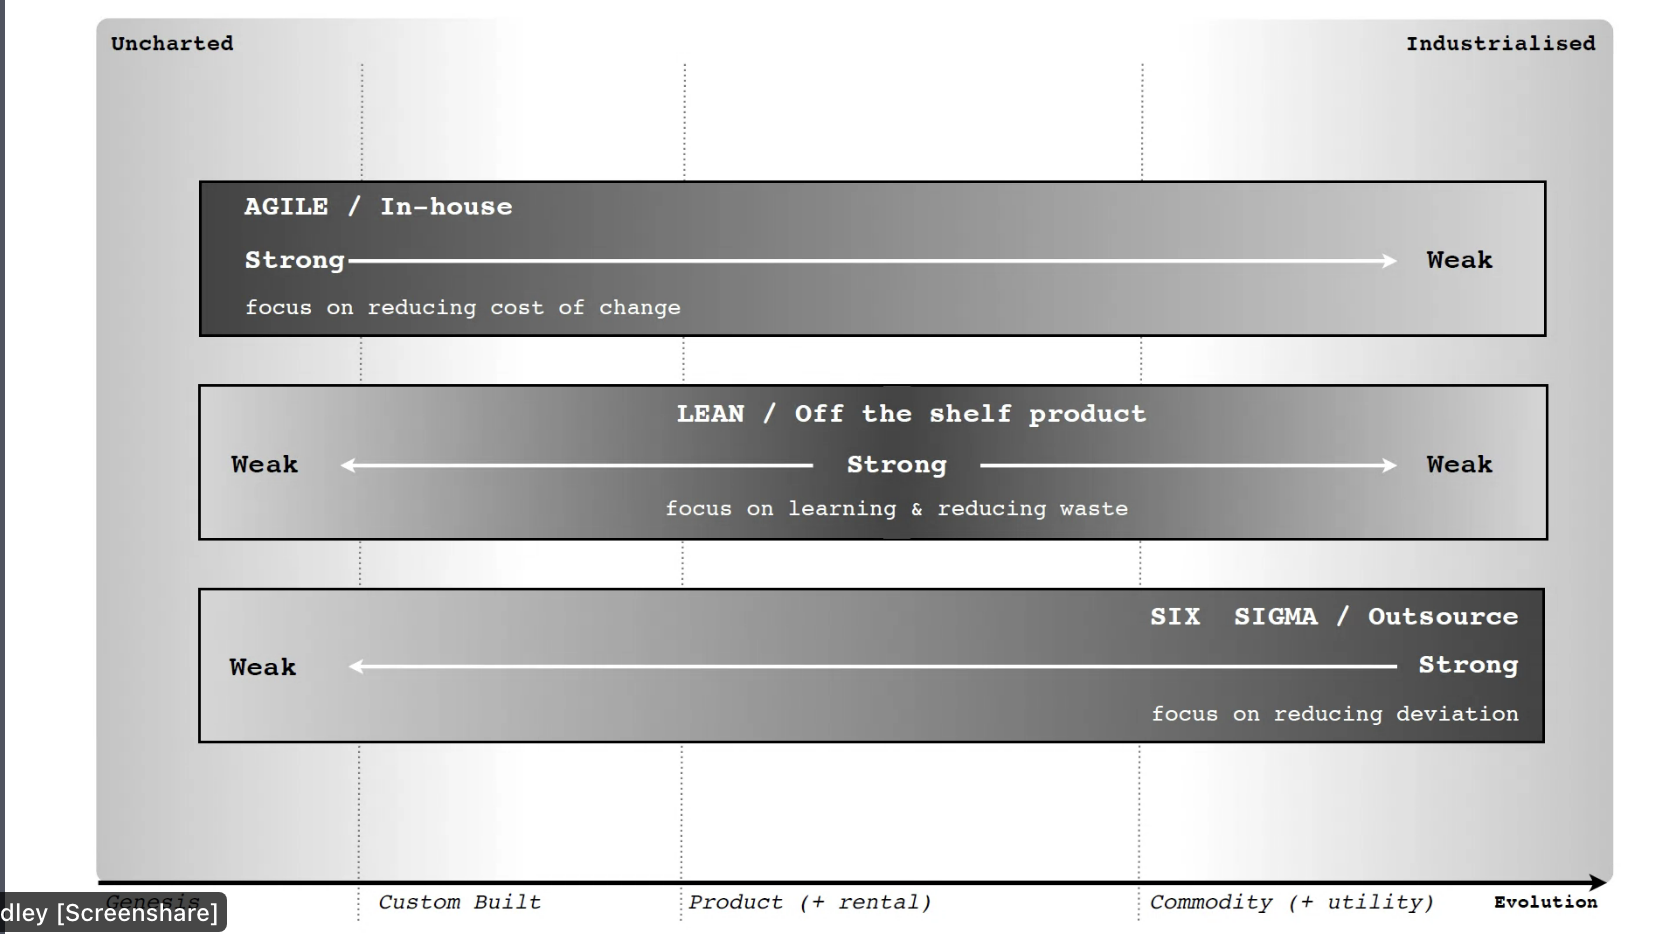 Uncharted
Industrialised
AGILE / In-house
Strong
Weak
focus on reducing cost of change
LEAN / Off the shelf product
Weak
Strong
Weak
focus on learning & reducing waste
SIX SIGMA / Outsource
Weak
Strong
focus on reducing deviation
Genesis
Custom Built
Product (+ rental)
Commodity (+ utility)
Evolution
dley [Screenshare]